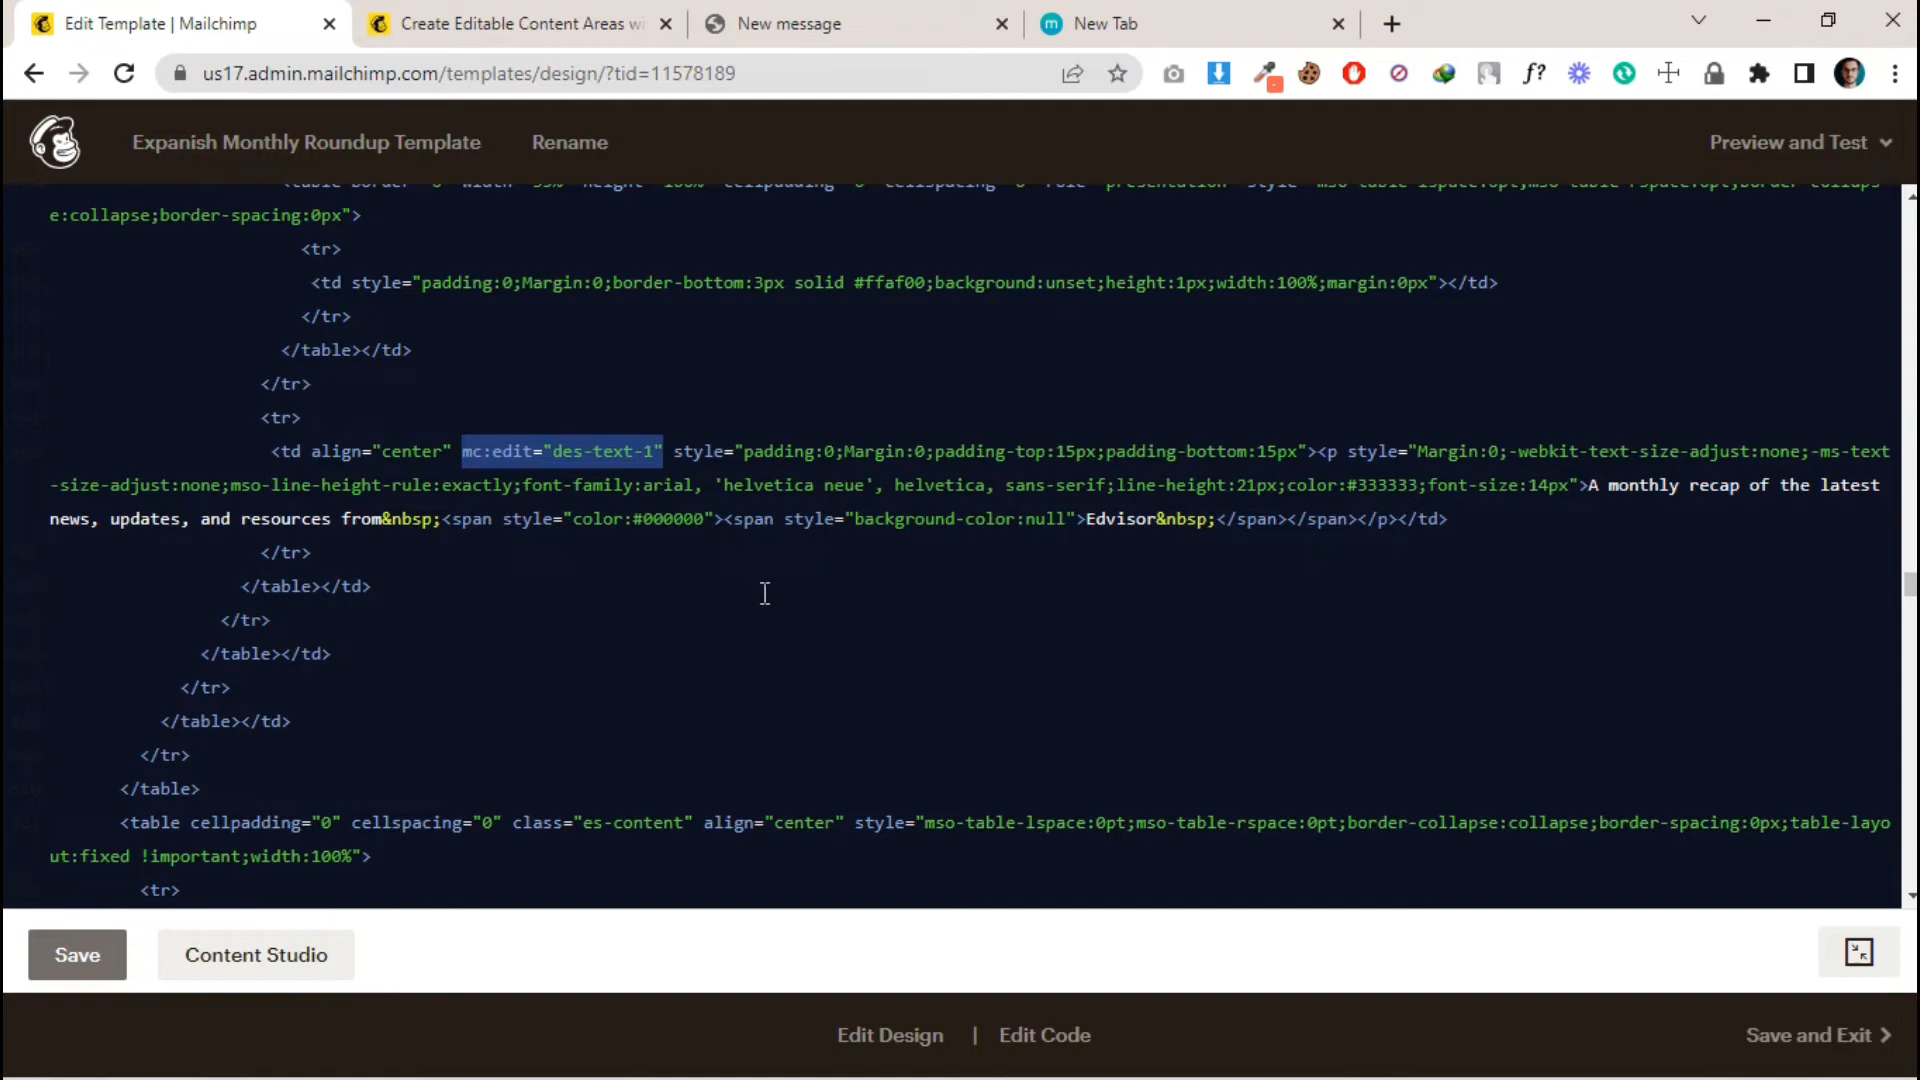 Edit Template | Mailchimp
Create Editable Content Areas wi
New message
m
New Tab
us17.admin.mailchimp.com/templates/design/?tid=11578189
f?
Expanish Monthly Roundup Template
Rename
Preview and Test
e:collapse;border-spacing:0px">
<tr>
<td style="padding:0;Margin:0;border-bottom:3px solid #ffaf00;background:unset;height:1px;width:100%;margin:0px"></td>
</tr>
</table></td>
</tr>
<tr>
<td align="center" mc:edit="des-text-1" style="padding:0;Margin:0;padding-top:15px;padding-bottom:15px"><p style="Margin:0;-webkit-text-size-adjust:none;-ms-text
-size-adjust:none;mso-line-height-rule:exactly;font-family:arial, 'helvetica neue', helvetica, sans-serif;line-height:21px;color:#333333;font-size:14px">A monthly recap of the latest
news, updates, and resources from&nbsp;<span style="color:#000000"><span style="background-color:null">Edvisor&nbsp;</span></span></p></td>
</tr>
</table></td>
</tr>
</table></td>
</tr>
</table></td>
</tr>
</table>
<table cellpadding="0" cellspacing="0" class="es-content" align="center" style="mso-table-lspace:0pt;mso-table-rspace:0pt;border-collapse:collapse;border-spacing:0px;table-layo
ut:fixed !important;width:100%">
<tr>
Save
Content Studio
Edit Design | Edit Code
Save and Exit